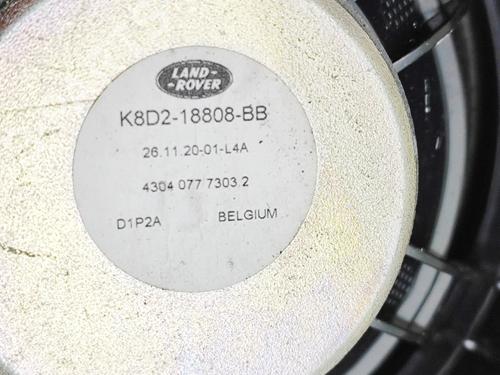 LAND-
-ROVER
K8D2-18808-BB
26.11.20-01-L4A
4304 077 7303.2
D1P2A BELGIUM